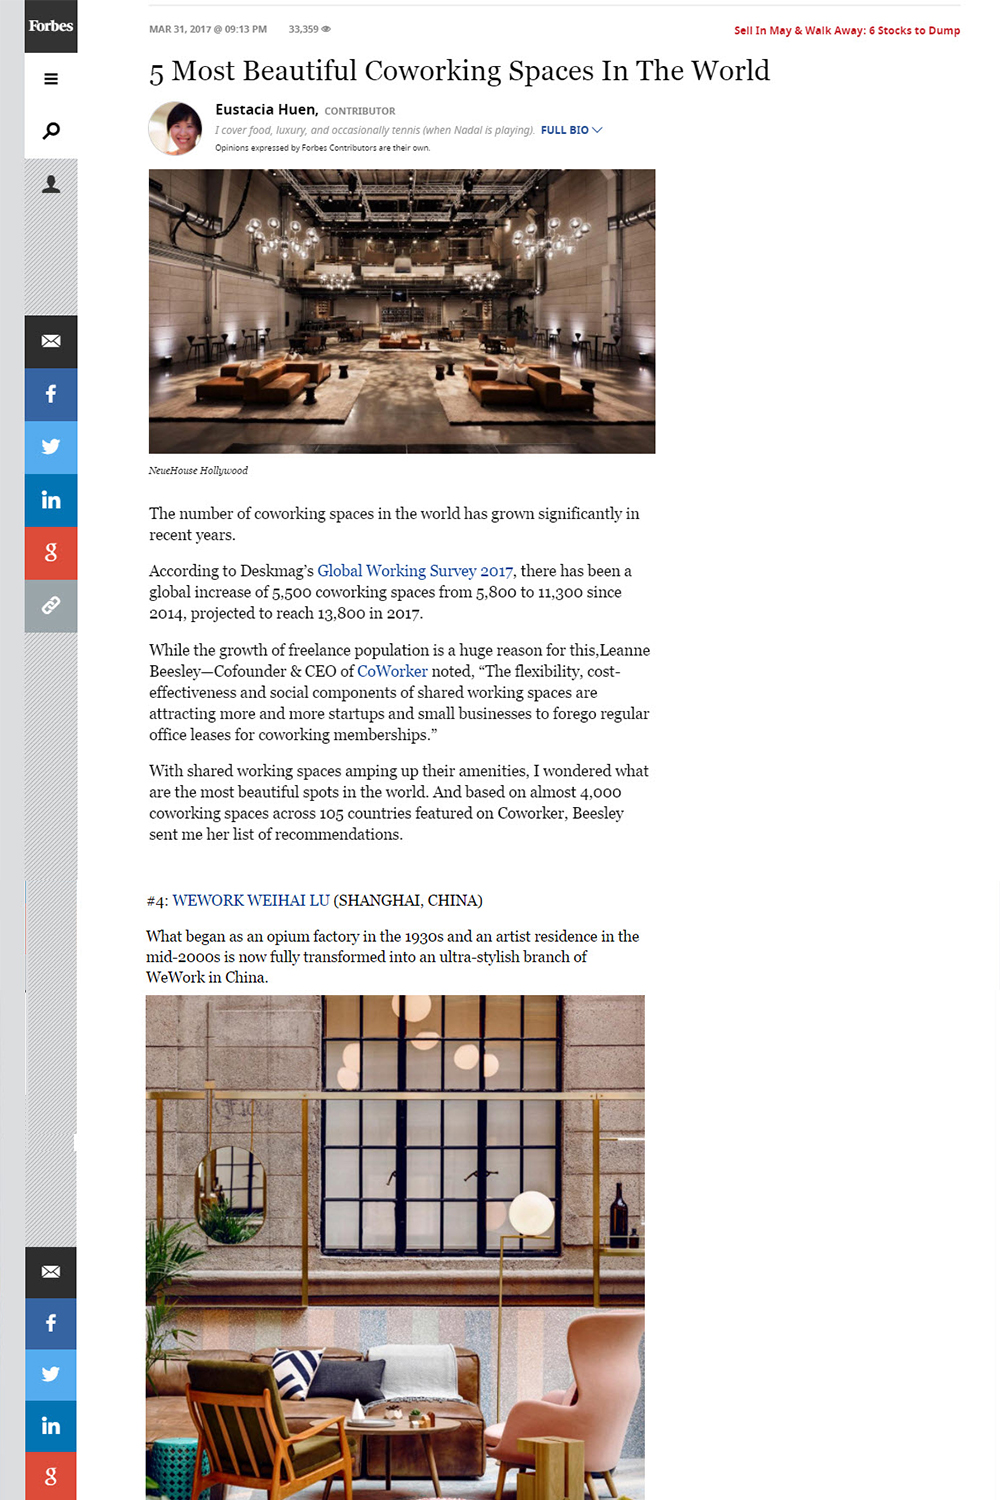 Forbes
MAR 31, 2017 @ 09:13 PM 33,359
Sell In May & Walk Away: 6 Stocks to Dump
5 Most Beautiful Coworking Spaces In The World
Eustacia Huen, CONTRIBUTOR
I cover food, luxury, and occasionally tennis (when Nadal is playing). FULL BIO
Opinions expressed by Forbes Contributors are their own.
NeueHouse Hollywood
The number of coworking spaces in the world has grown significantly in
recent years.
According to Deskmag’s Global Working Survey 2017, there has been a
global increase of 5,500 coworking spaces from 5,800 to 11,300 since
2014, projected to reach 13,800 in 2017.
While the growth of freelance population is a huge reason for this,Leanne
Beesley—Cofounder & CEO of CoWorker noted, “The flexibility, cost-
effectiveness and social components of shared working spaces are
attracting more and more startups and small businesses to forego regular
office leases for coworking memberships.”
With shared working spaces amping up their amenities, I wondered what
are the most beautiful spots in the world. And based on almost 4,000
coworking spaces across 105 countries featured on Coworker, Beesley
sent me her list of recommendations.
#4: WEWORK WEIHAI LU (SHANGHAI, CHINA)
What began as an opium factory in the 1930s and an artist residence in the
mid-2000s is now fully transformed into an ultra-stylish branch of
WeWork in China.